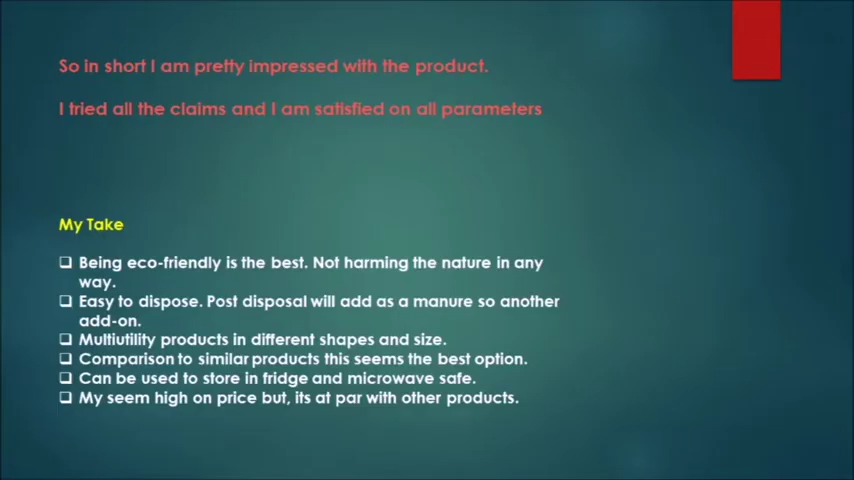 So in short I am pretty impressed with the product.
I tried all the claims and I am satisfied on all parameters
My Take
❑ Being eco-friendly is the best. Not harming the nature in any
way.
❑ Easy to dispose. Post disposal will add as a manure so another
add-on.
❑ Multiutility products in different shapes and size.
❑ Comparison to similar products this seems the best option.
❑ Can be used to store in fridge and microwave safe.
❑ My seem high on price but, its at par with other products.